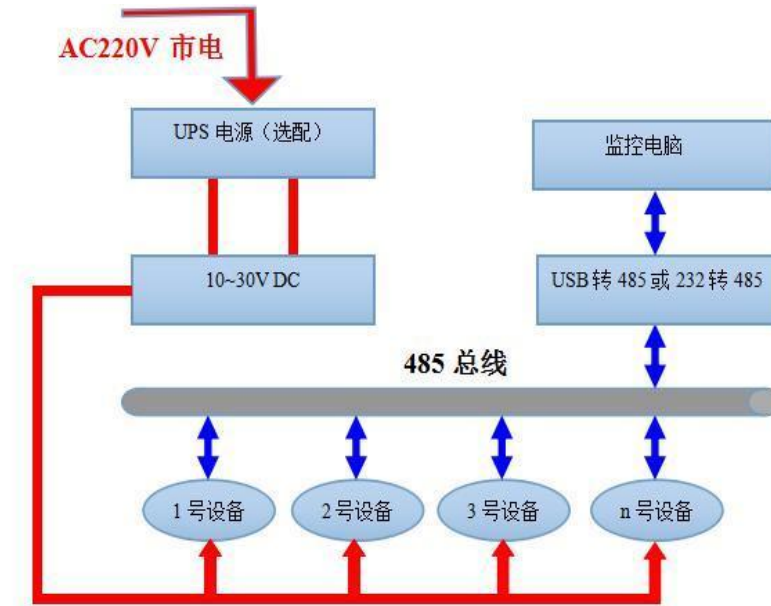 AC220V 市电
UPS 电源（选配）
监控电脑
10~30V DC
USB 转 485 或 232 转 485
485 总线
1 号设备
2 号设备
3 号设备
n 号设备